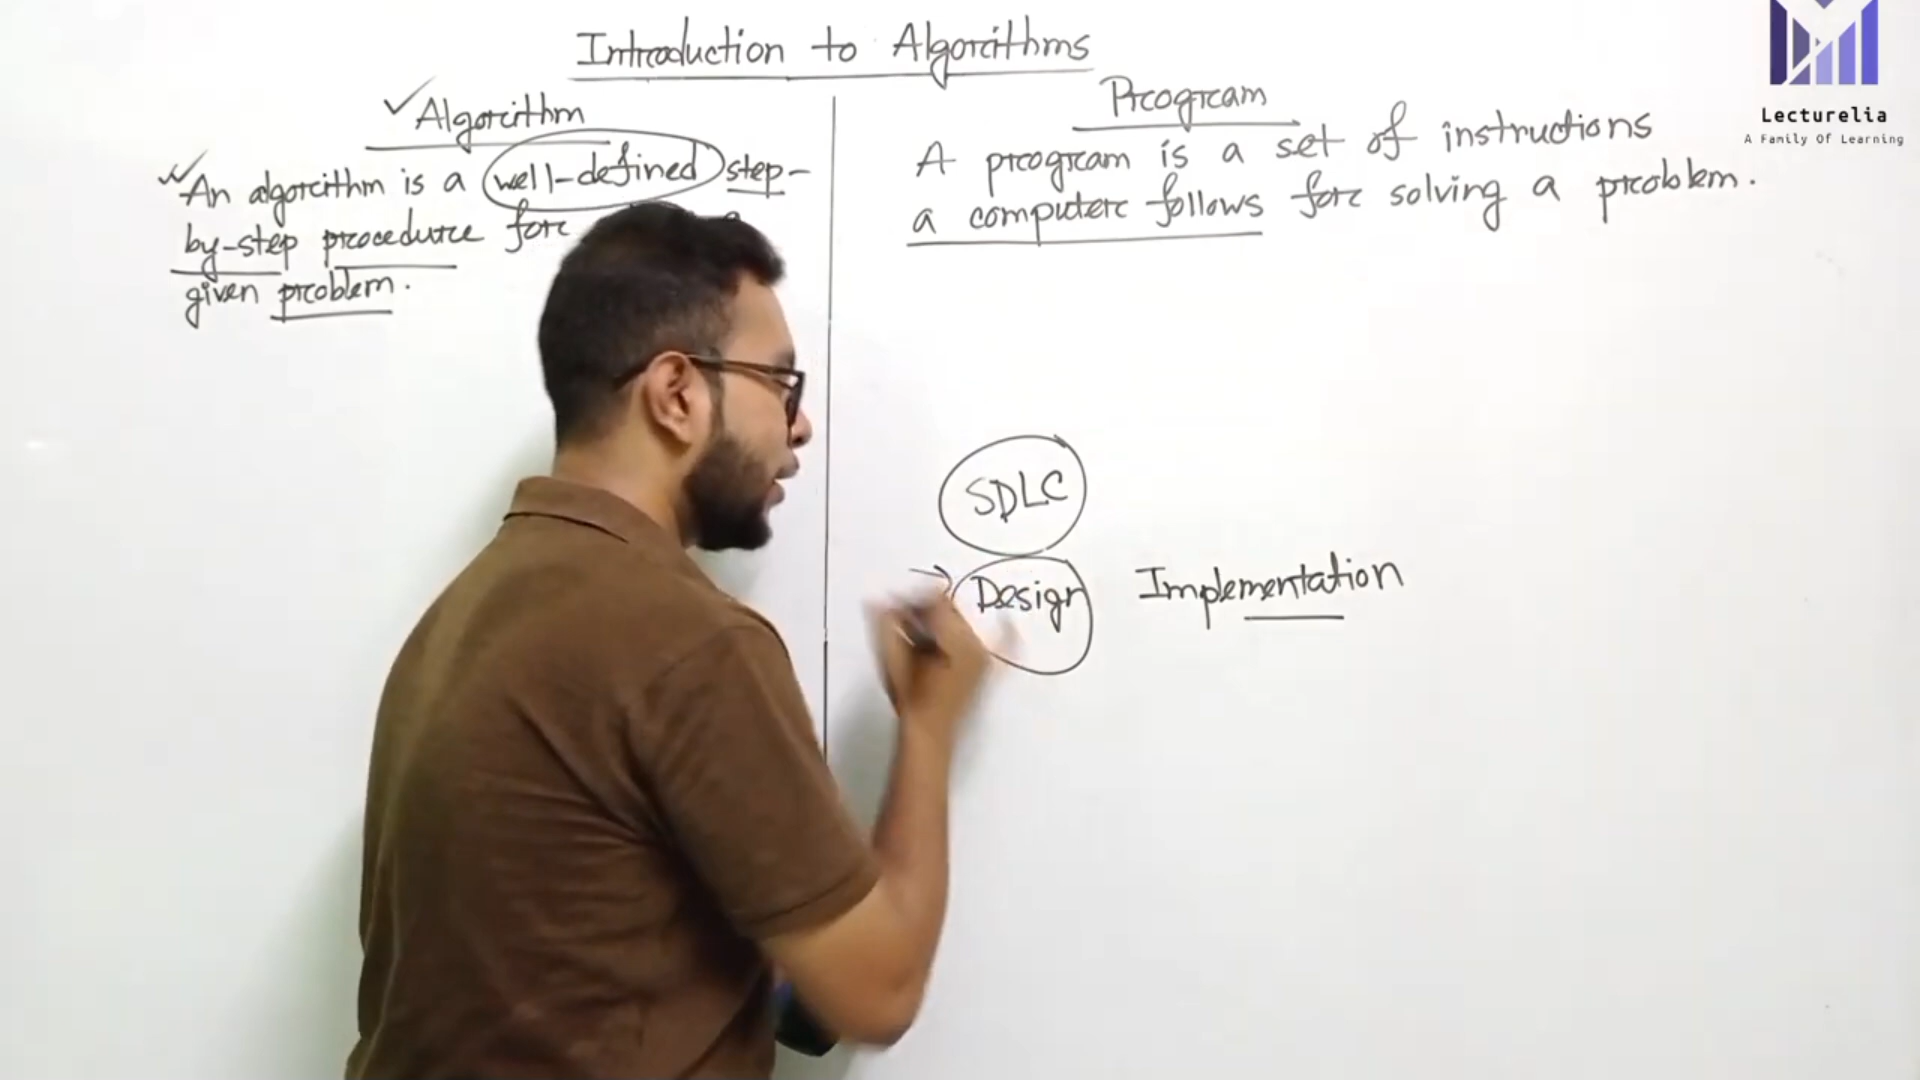 Introduction to Algorithms
Algorithm
An algorithm is a well-defined step-
by-step procedure for
given problem.
Program
A program is a set of instructions
a computer follows for solving a problem.
SDLC
Design Implementation
Lecturelia
A Family Of Learning